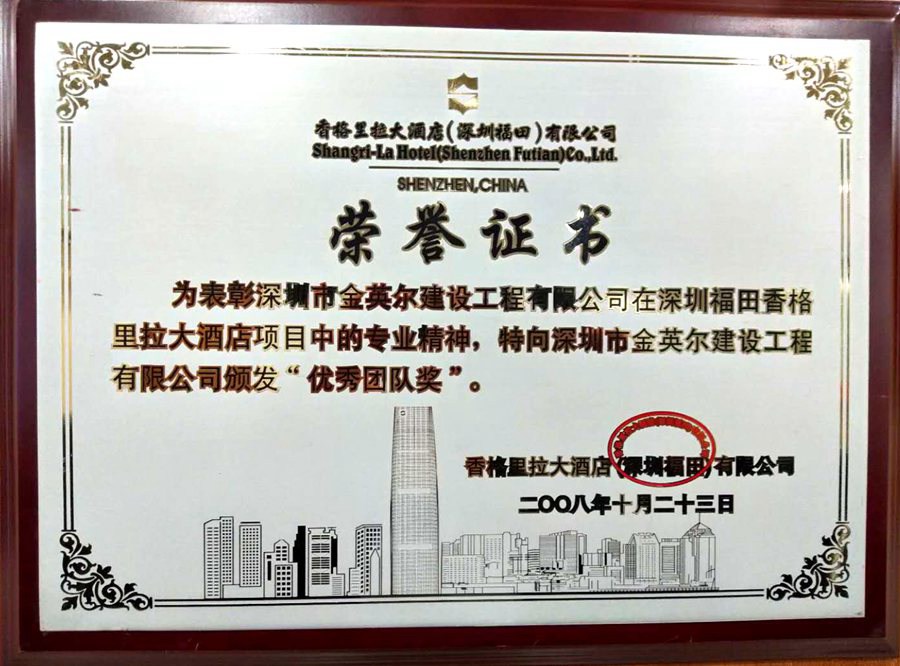 香格里拉大酒店（深圳福田）有限公司
Shangri-La Hotel(Shenzhen Futian)Co.,Ltd.
SHENZHEN,CHINA
荣誉证书
为表彰深圳市金英尔建设工程有限公司在深圳福田香格
里拉大酒店项目中的专业精神，特向深圳市金英尔建设工程
有限公司颁发“优秀团队奖”。
香格里拉大酒店（深圳福田）有限公司
二〇〇八年十月二十三日